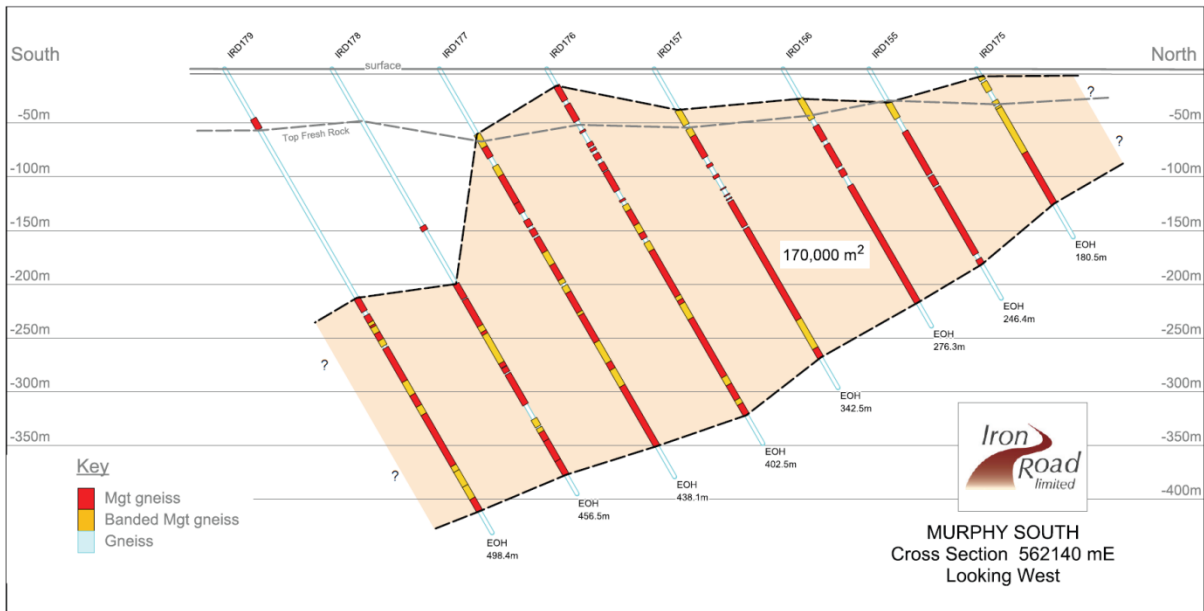 IRD179
IRD178
IRD177
IRD176
IRD157
IRD156
IRD155
IRD175
South
North
surface
-50m
-50m
Top Fresh Rock
?
?
-100m
-100m
-150m
-150m
-200m
-200m
-250m
-250m
-300m
-300m
-350m
-350m
-400m
170,000 m²
EOH
180.5m
EOH
246.4m
EOH
276.3m
EOH
342.5m
EOH
402.5m
EOH
438.1m
EOH
456.5m
EOH
498.4m
?
?
Key
Mgt gneiss
Banded Mgt gneiss
Gneiss
Iron
Road
limited
MURPHY SOUTH
Cross Section 562140 mE
Looking West